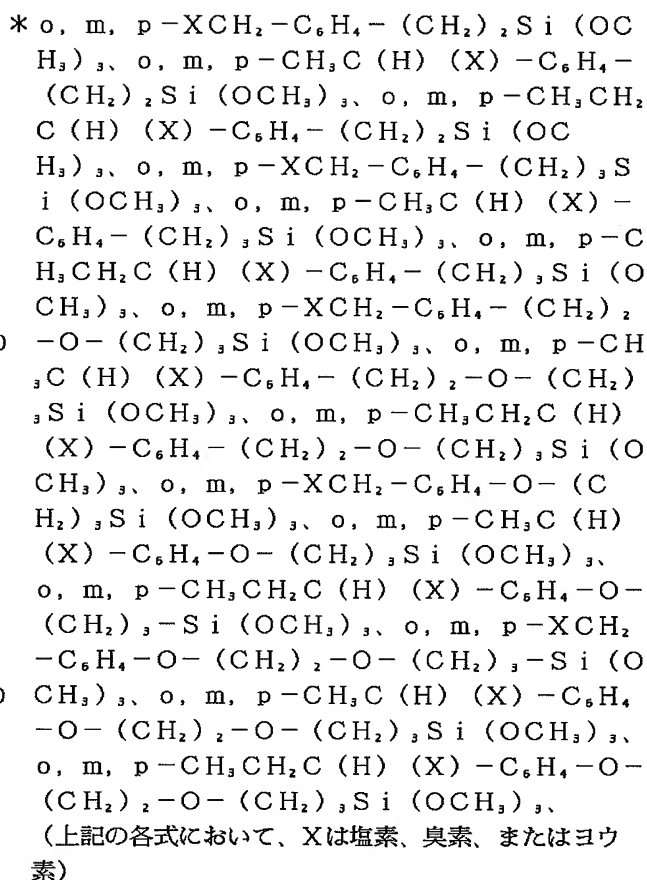 *o, m, p−XCH₂−C₆H₄−(CH₂)₂Si(OC
H₃)₃、o, m, p−CH₃C(H)(X)−C₆H₄−
(CH₂)₂Si(OCH₃)₃、o, m, p−CH₃CH₂
C(H)(X)−C₆H₄−(CH₂)₂Si(OC
H₃)₃、o, m, p−XCH₂−C₆H₄−(CH₂)₃S
i(OCH₃)₃、o, m, p−CH₃C(H)(X)−
C₆H₄−(CH₂)₃Si(OCH₃)₃、o, m, p−C
H₃CH₂C(H)(X)−C₆H₄−(CH₂)₃Si(O
CH₃)₃、o, m, p−XCH₂−C₆H₄−(CH₂)₂
0 −O−(CH₂)₃Si(OCH₃)₃、o, m, p−CH
₃C(H)(X)−C₆H₄−(CH₂)₂−O−(CH₂)
₃Si(OCH₃)₃、o, m, p−CH₃CH₂C(H)
(X)−C₆H₄−(CH₂)₂−O−(CH₂)₃Si(O
CH₃)₃、o, m, p−XCH₂−C₆H₄−O−(C
H₂)₃Si(OCH₃)₃、o, m, p−CH₃C(H)
(X)−C₆H₄−O−(CH₂)₃Si(OCH₃)₃、
o, m, p−CH₃CH₂C(H)(X)−C₆H₄−O−
(CH₂)₃−Si(OCH₃)₃、o, m, p−XCH₂
−C₆H₄−O−(CH₂)₂−O−(CH₂)₃−Si(O
0 CH₃)₃、o, m, p−CH₃C(H)(X)−C₆H₄
−O−(CH₂)₂−O−(CH₂)₃Si(OCH₃)₃、
o, m, p−CH₃CH₂C(H)(X)−C₆H₄−O−
(CH₂)₂−O−(CH₂)₃Si(OCH₃)₃、
(上記の各式において、Xは塩素、臭素、またはヨウ
素)